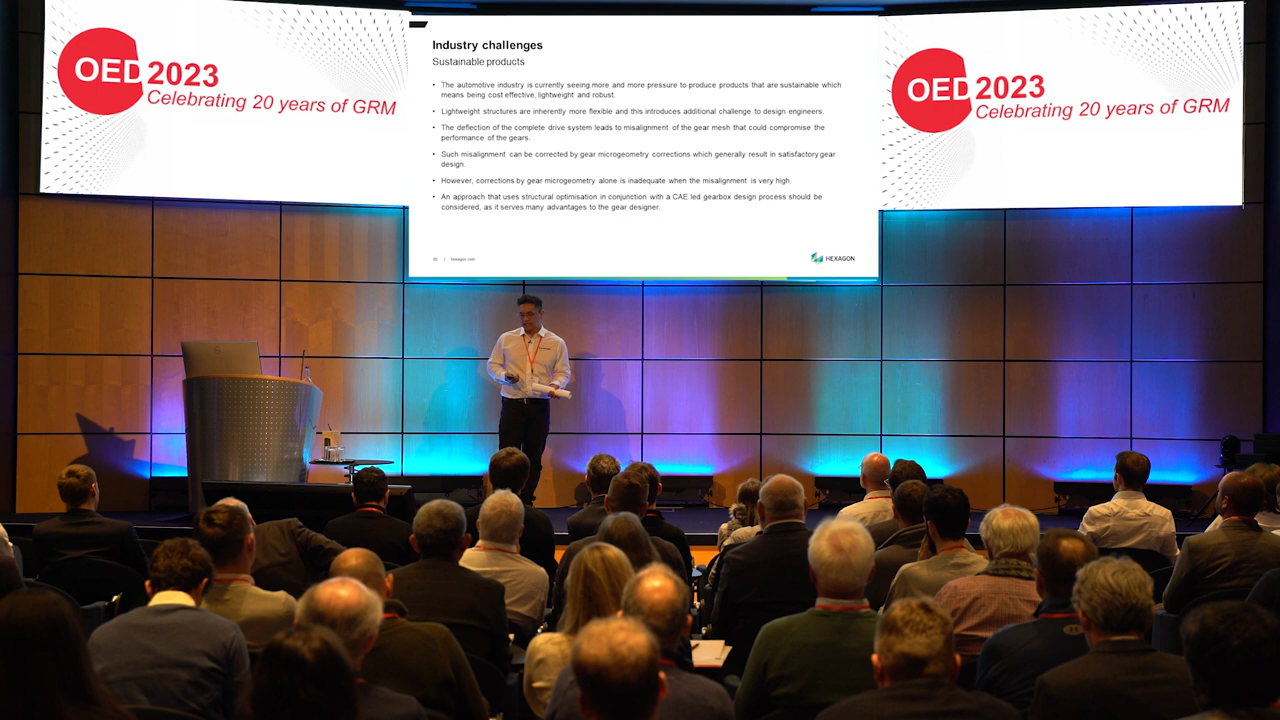 OED 2023
Celebrating 20 years of GRM
Industry challenges
Sustainable products
• The automotive industry is currently seeing more and more pressure to produce products that are sustainable which
means being cost effective, lightweight and robust.
• Lightweight structures are inherently more flexible and this introduces additional challenge to design engineers.
• The deflection of the complete drive system leads to misalignment of the gear mesh that could compromise the
performance of the gears.
• Such misalignment can be corrected by gear microgeometry corrections which generally result in satisfactory gear
design.
• However, corrections by gear microgeometry alone is inadequate when the misalignment is very high.
• An approach that uses structural optimisation in conjunction with a CAE led gearbox design process should be
considered, as it serves many advantages to the gear designer.
| hexagon.com
HEXAGON
OED 2023
Celebrating 20 years of GRM